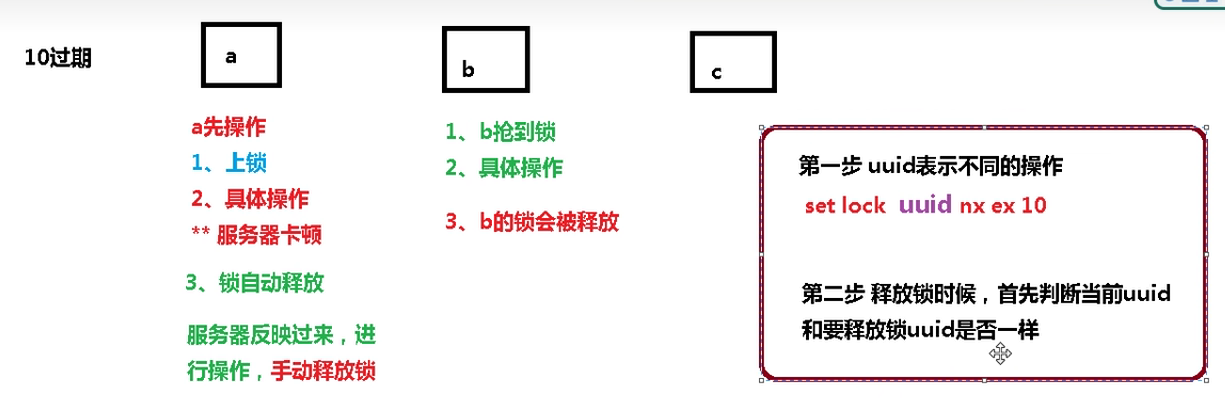 10过期
a
b
c
a先操作
1、上锁
2、具体操作
** 服务器卡顿
3、锁自动释放
服务器反映过来，进
行操作，手动释放锁
1、b抢到锁
2、具体操作
3、b的锁会被释放
第一步 uuid表示不同的操作
set lock uuid nx ex 10
第二步 释放锁时候，首先判断当前uuid
和要释放锁uuid是否一样